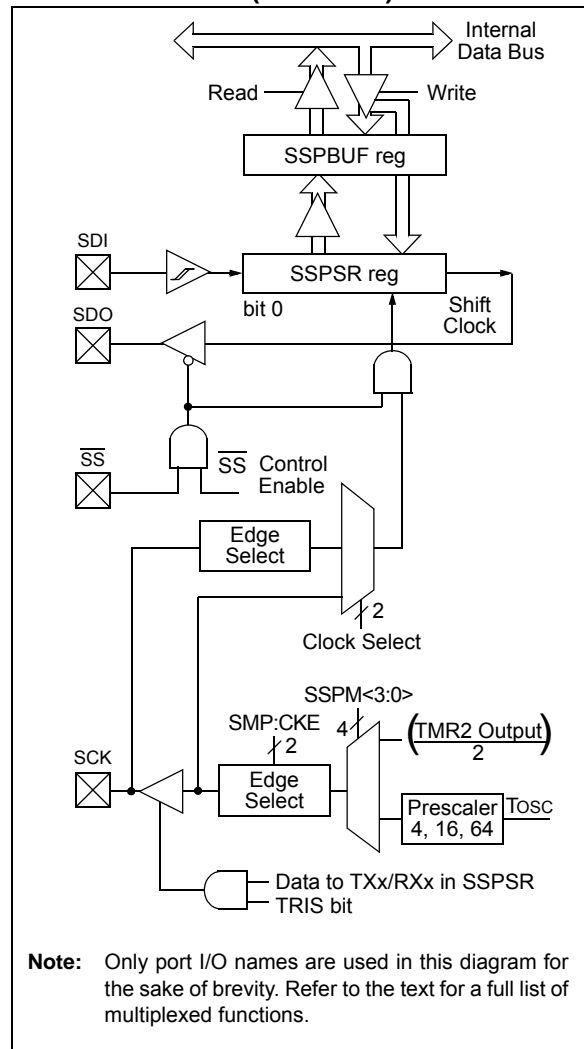 Internal
Data Bus
Read
Write
SSPBUF reg
SDI
SSPSR reg
bit 0
Shift
Clock
SDO
SS
SS Control
Enable
Edge
Select
2
Clock Select
SSPM<3:0>
4
SMP:CKE
2
(TMR2 Output)
2
SCK
Edge
Select
Prescaler
4, 16, 64
TOSC
Data to TXx/RXx in SSPSR
TRIS bit
Note: Only port I/O names are used in this diagram for
the sake of brevity. Refer to the text for a full list of
multiplexed functions.